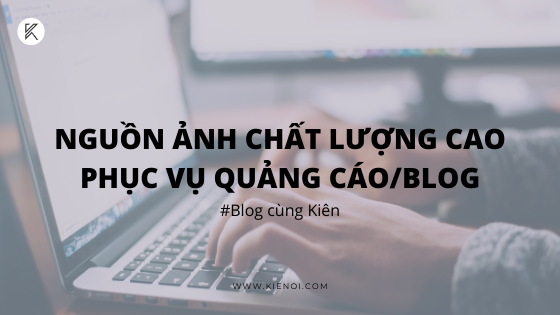 NGUỒN ẢNH CHẤT LƯỢNG CAO
PHỤC VỤ QUẢNG CÁO/BLOG
#Blog cùng Kiên
WWW.KIENOI.COM